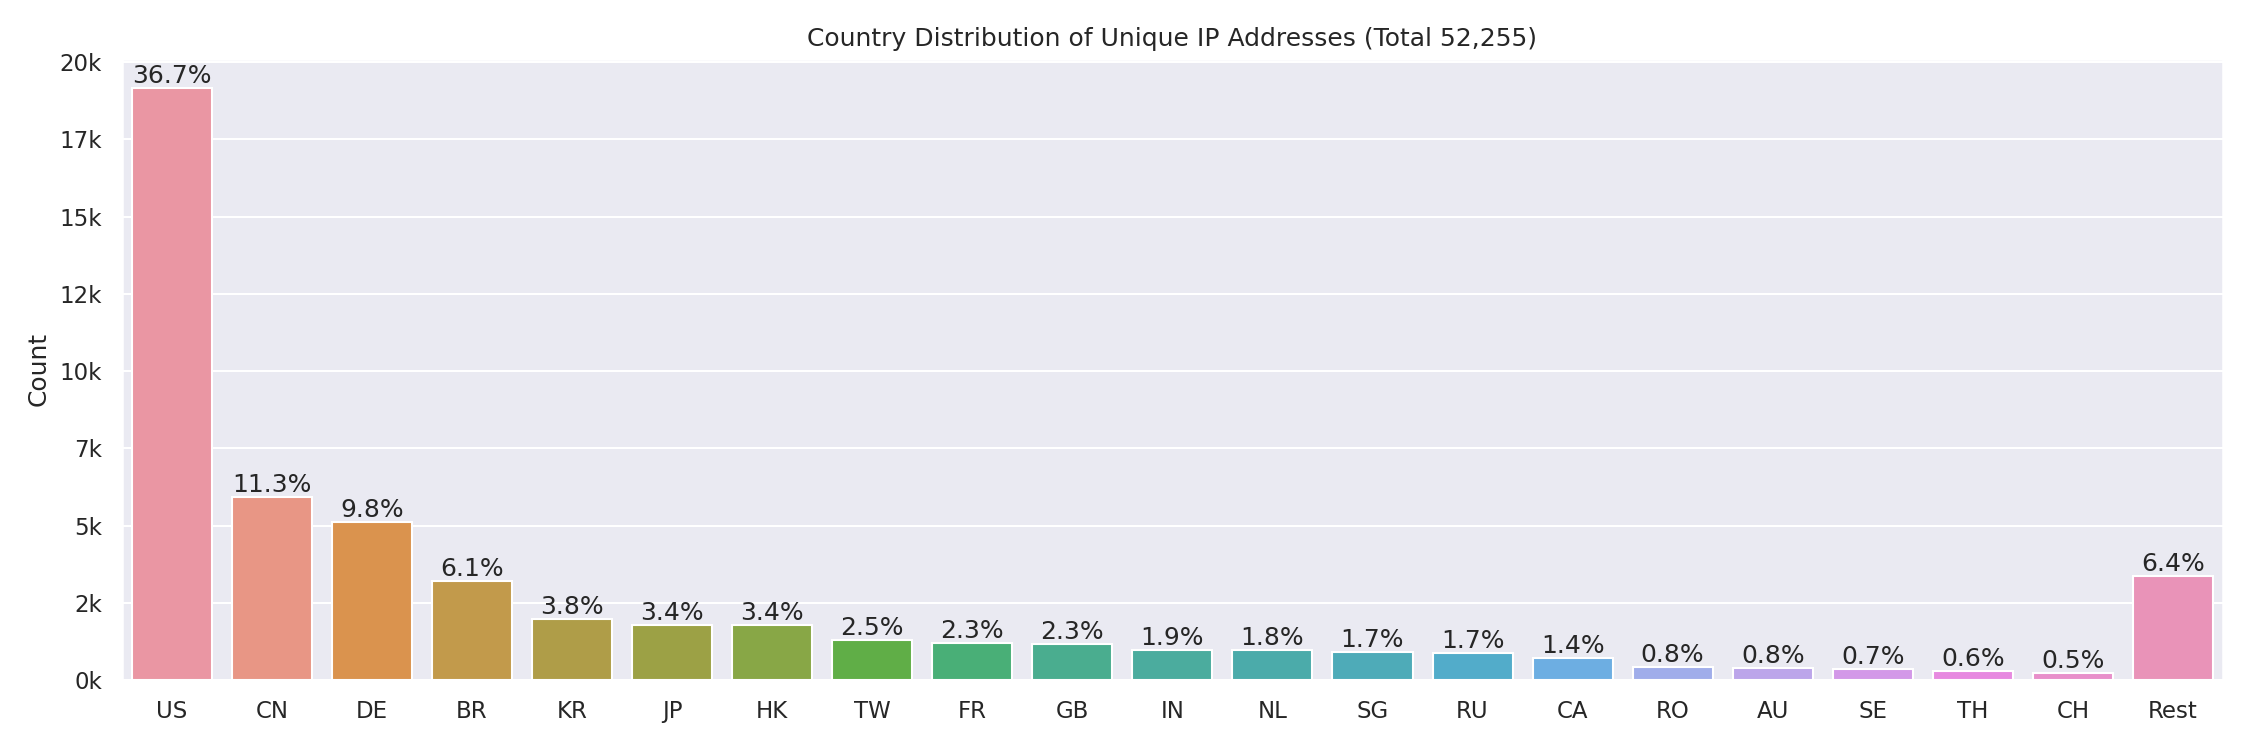 Country Distribution of Unique IP Addresses (Total 52,255)
Count
20k
17k
15k
12k
10k
7k
5k
2k
0k
36.7%
11.3%
9.8%
6.1%
3.8%
3.4%
3.4%
2.5%
2.3%
2.3%
1.9%
1.8%
1.7%
1.7%
1.4%
0.8%
0.8%
0.7%
0.6%
0.5%
6.4%
US CN DE BR KR JP HK TW FR GB IN NL SG RU CA RO AU SE TH CH Rest